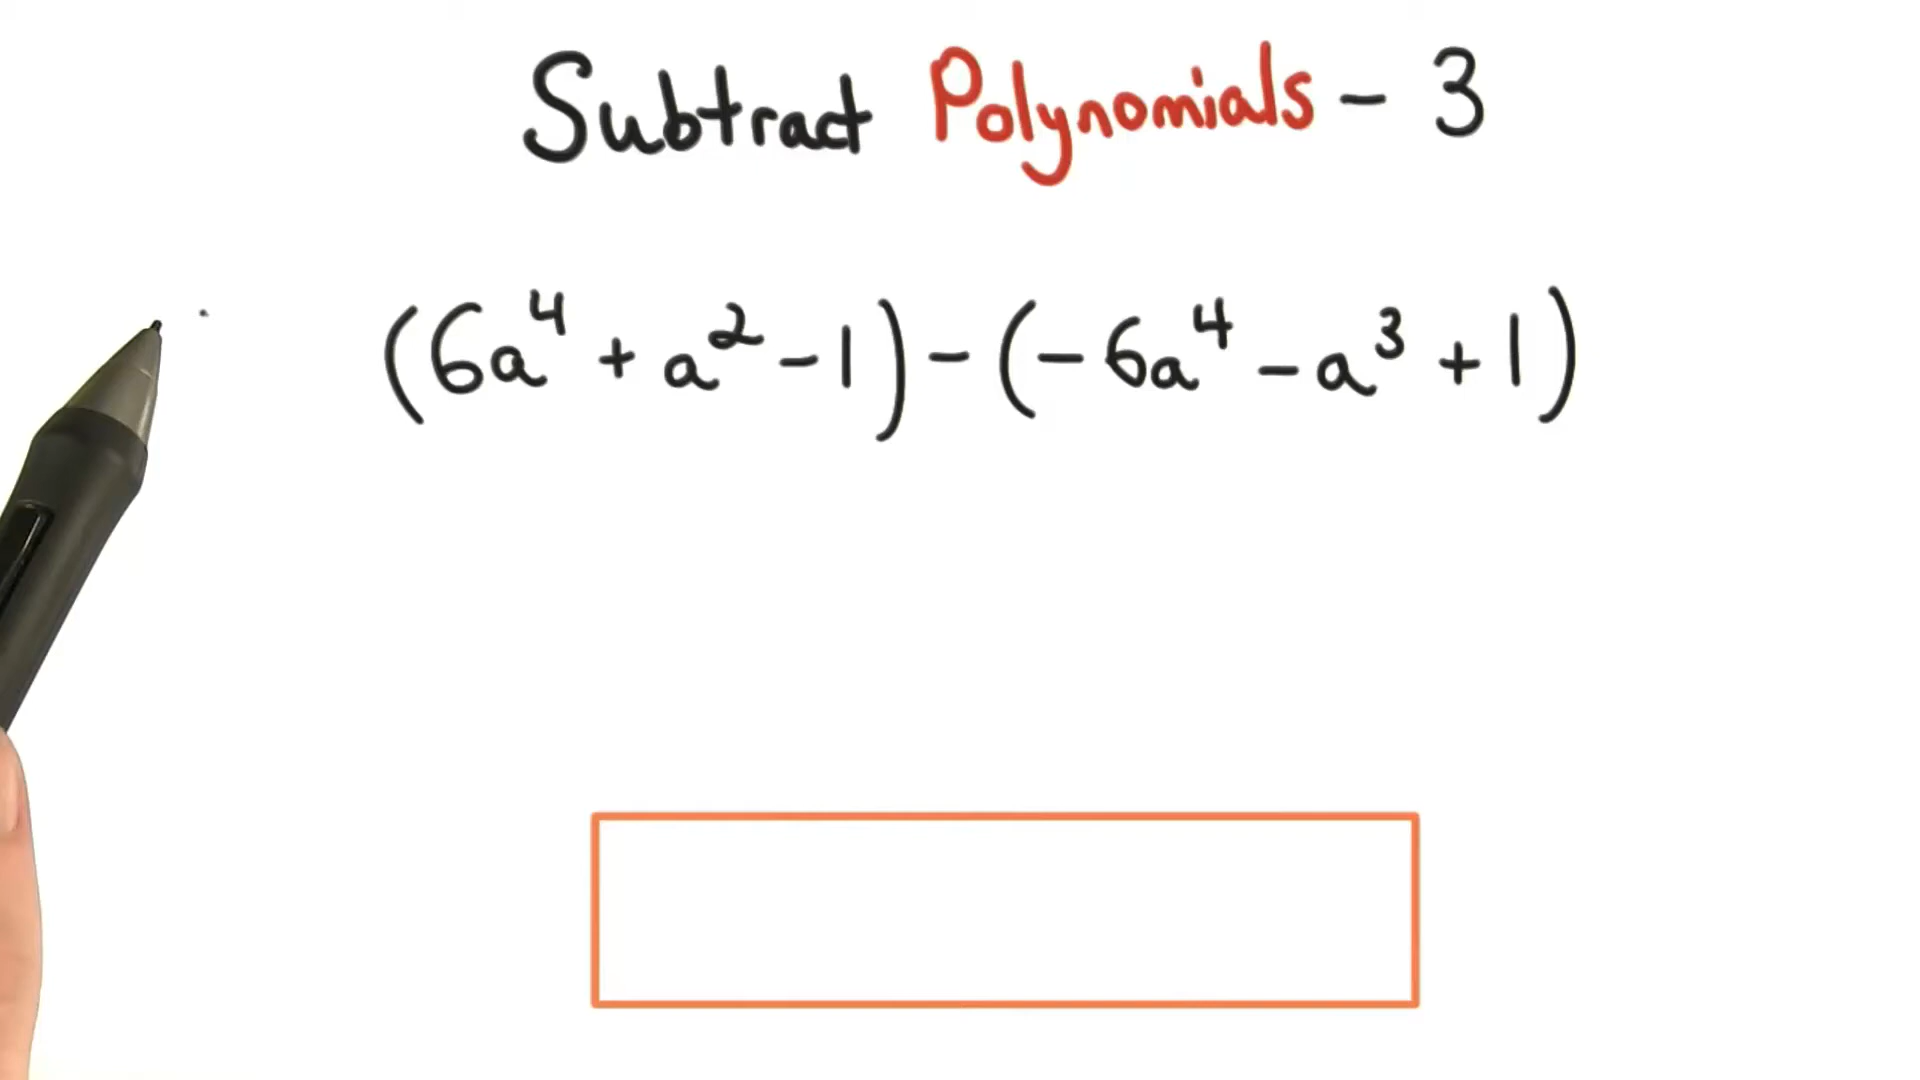 Subtract Polynomials - 3
(6a⁴ + a² - 1) - (- 6a⁴ - a³ + 1)